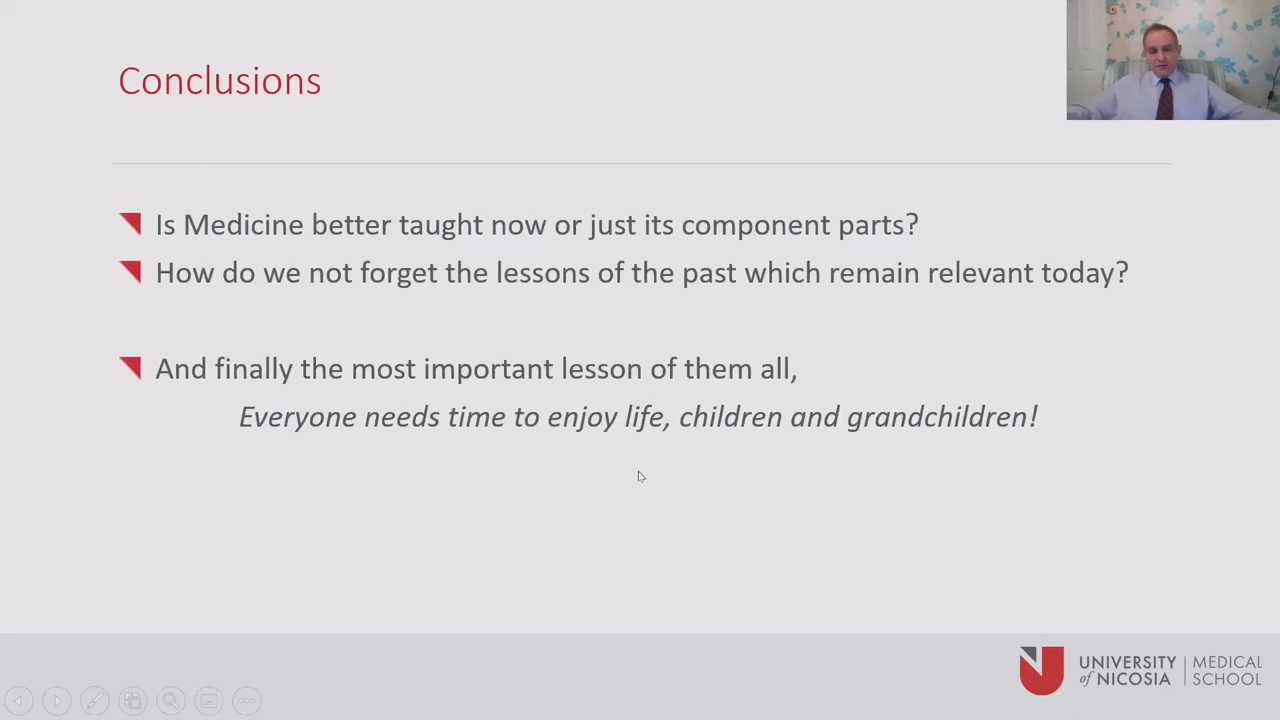 Conclusions
Is Medicine better taught now or just its component parts?
How do we not forget the lessons of the past which remain relevant today?
And finally the most important lesson of them all,
Everyone needs time to enjoy life, children and grandchildren!
UNIVERSITY
of NICOSIA
MEDICAL
SCHOOL